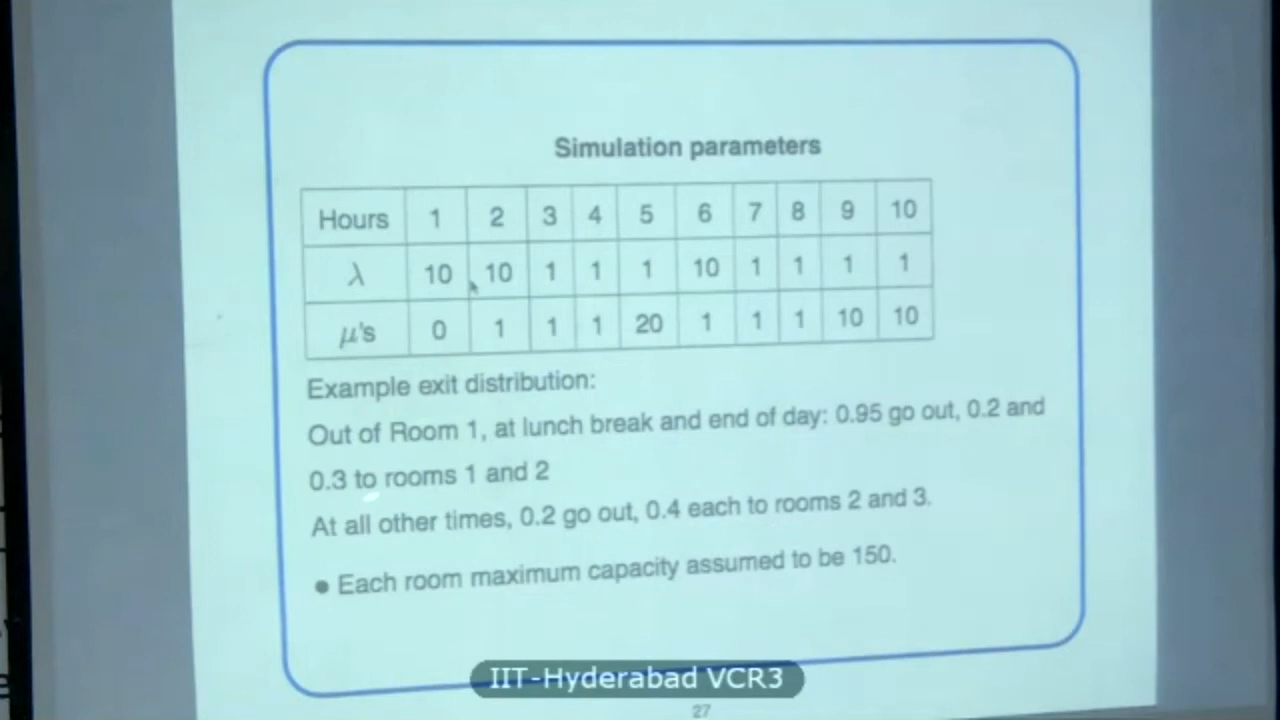 Simulation parameters
Hours 1 2 3 4 5 6 7 8 9 10
λ 10 10 1 1 1 10 1 1 1 1
μ's 0 1 1 1 20 1 1 1 10 10
Example exit distribution:
Out of Room 1, at lunch break and end of day: 0.95 go out, 0.2 and
0.3 to rooms 1 and 2
At all other times, 0.2 go out, 0.4 each to rooms 2 and 3.
• Each room maximum capacity assumed to be 150.
IIT-Hyderabad VCR3
27